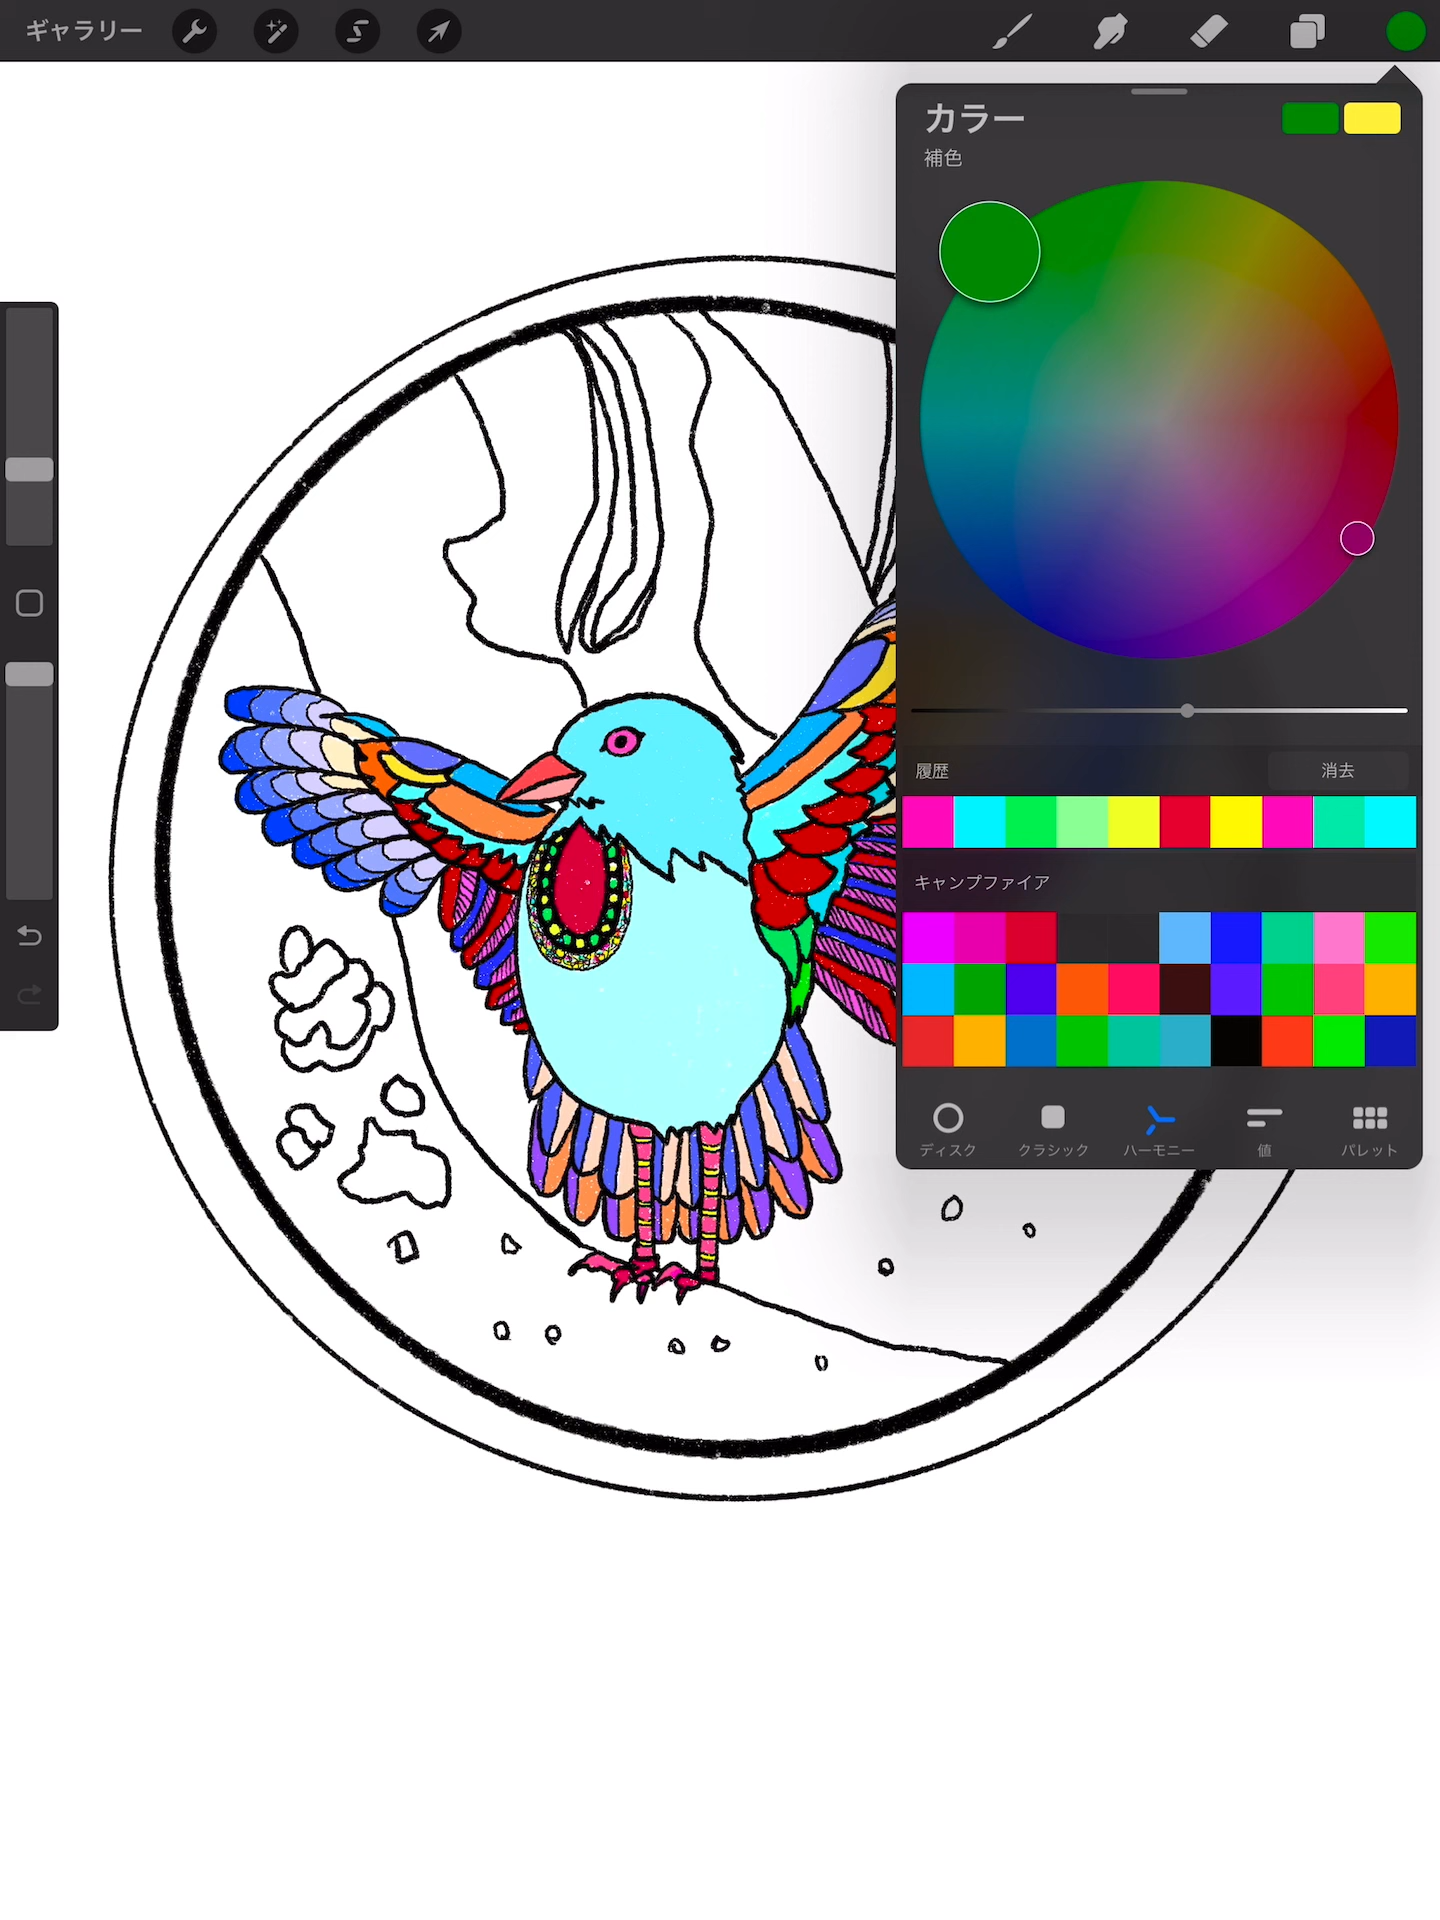 ギャラリー
カラー
補色
履歴
消去
キャンプファイア
ディスク
クラシック
ハーモニー
値
パレット